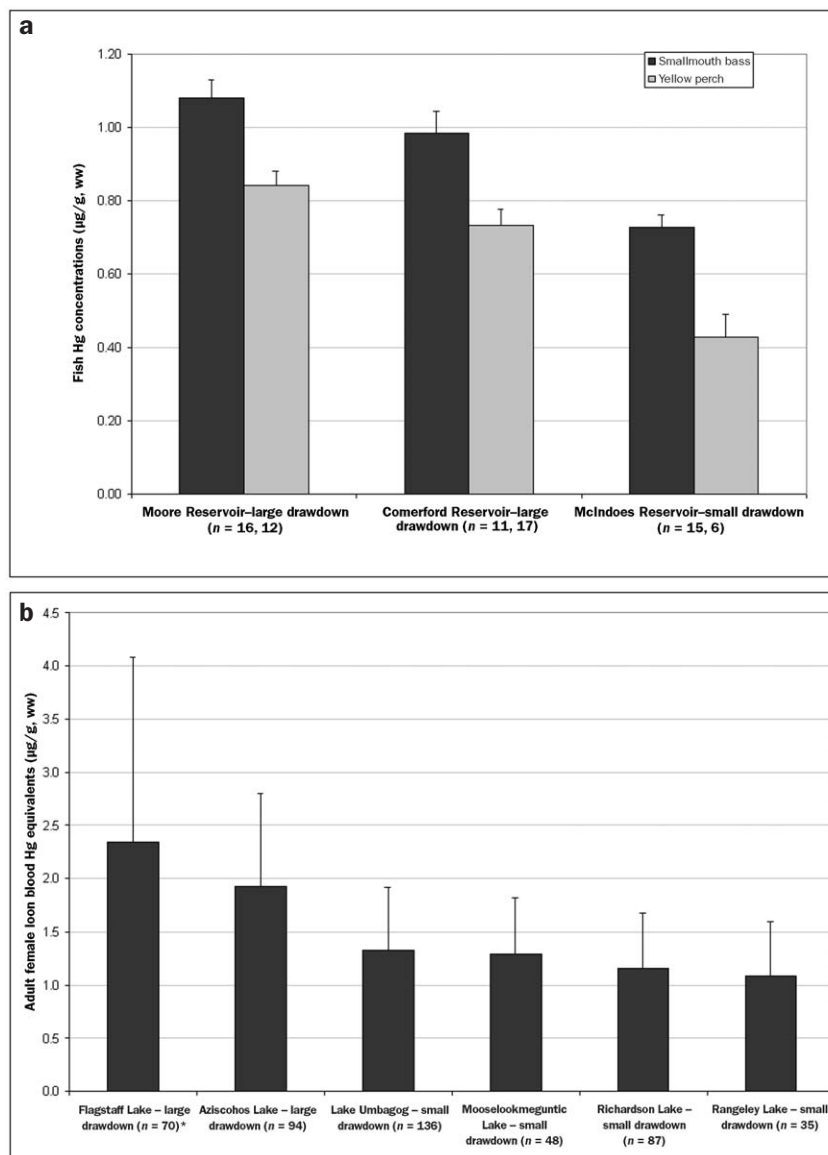 a
1.20
1.00
0.80
0.60
0.40
0.20
0.00
Fish Hg concentrations (µg/g, ww)
Smallmouth bass
Yellow perch
Moore Reservoir–large drawdown
(n = 16, 12)
Comerford Reservoir–large
drawdown (n = 11, 17)
McIndoes Reservoir–small drawdown
(n = 15, 6)
b
4.5
4.0
3.5
3.0
2.5
2.0
1.5
1.0
0.5
0.0
Adult female loon blood Hg equivalents (µg/g, ww)
Flagstaff Lake – large
drawdown (n = 70)*
Aziscohos Lake – large
drawdown (n = 94)
Lake Umbagog – small
drawdown (n = 136)
Mooselookmeguntic
Lake – small
drawdown (n = 48)
Richardson Lake –
small drawdown
(n = 87)
Rangeley Lake – small
drawdown (n = 35)